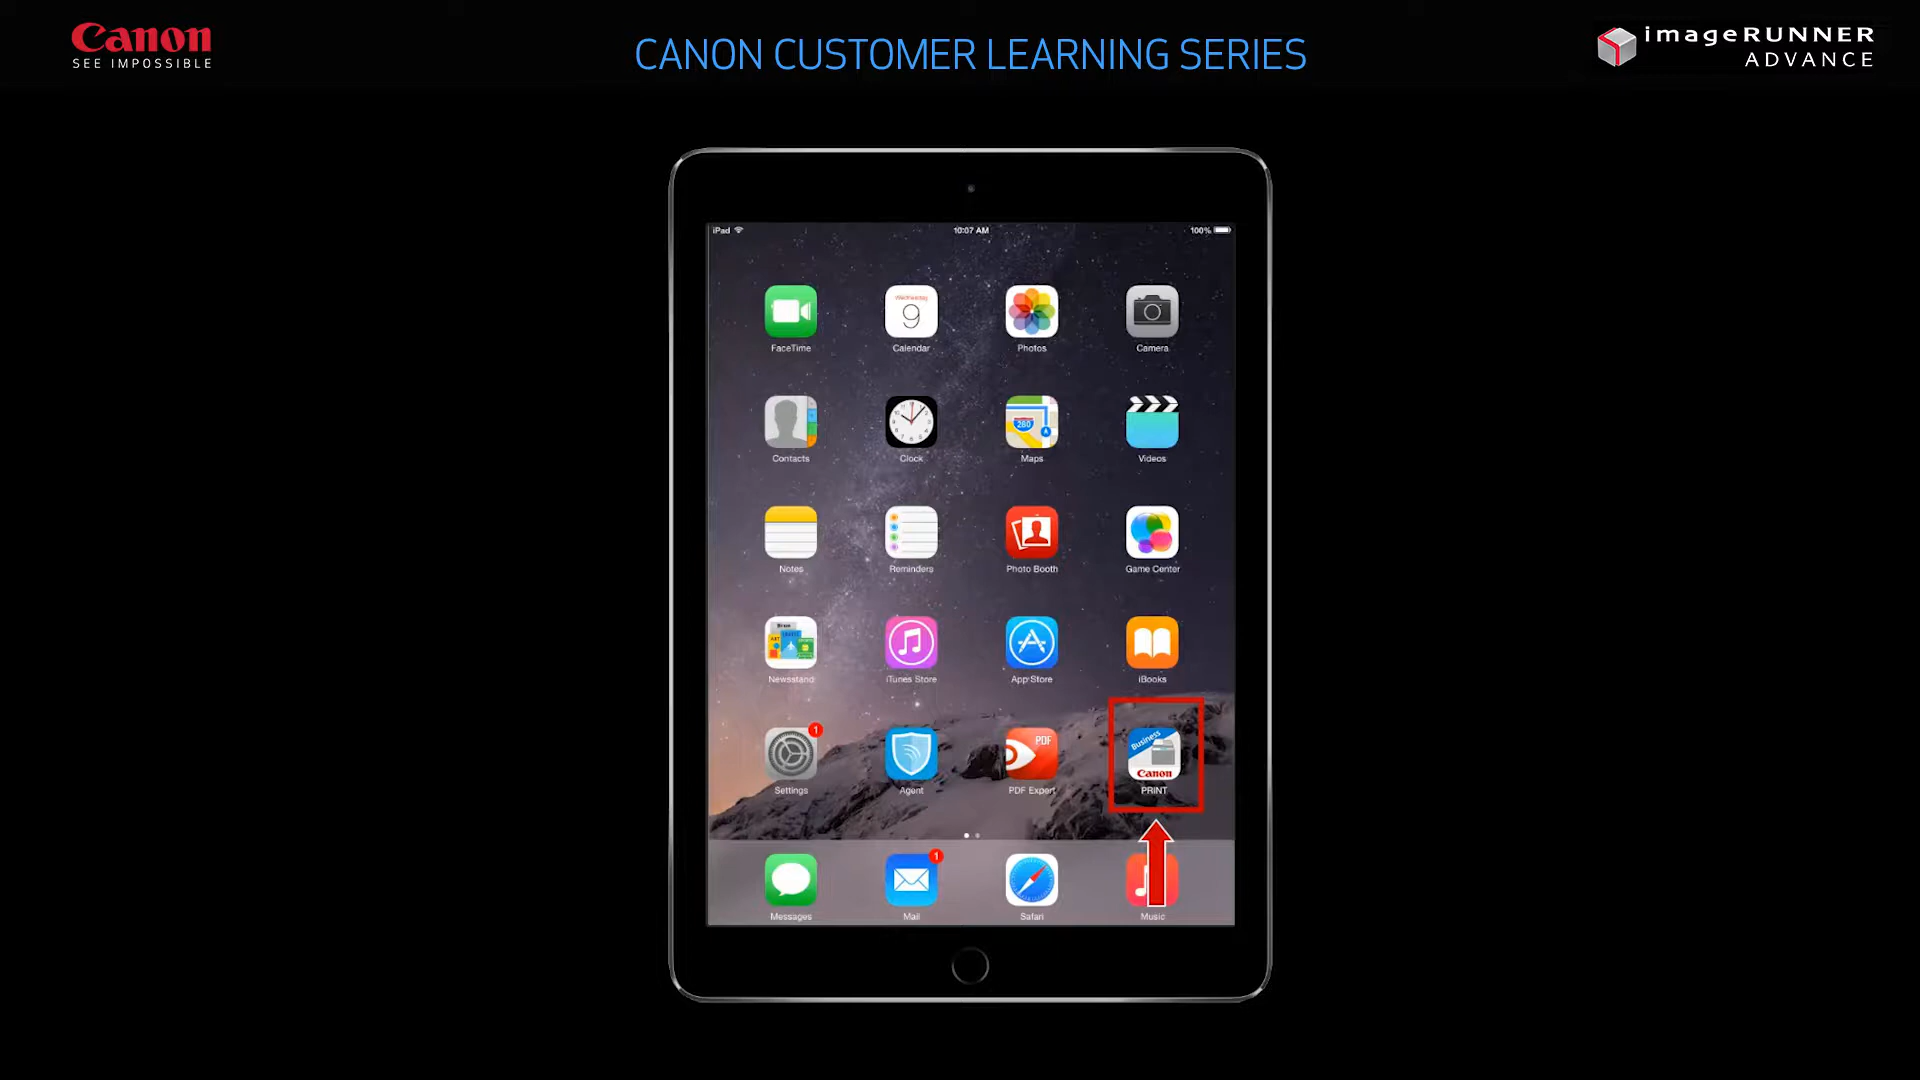 Canon
SEE IMPOSSIBLE
CANON CUSTOMER LEARNING SERIES
imageRUNNER
ADVANCE
iPad
10:07 AM
100%
Wednesday
9
FaceTime
Calendar
Photos
Camera
280
Contacts
Clock
Maps
Videos
Notes
Reminders
Photo Booth
Game Center
Newsstand
iTunes Store
App Store
iBooks
1
PDF
Business
Canon
Settings
Agent
PDF Expert
PRINT
1
Messages
Mail
Safari
Music